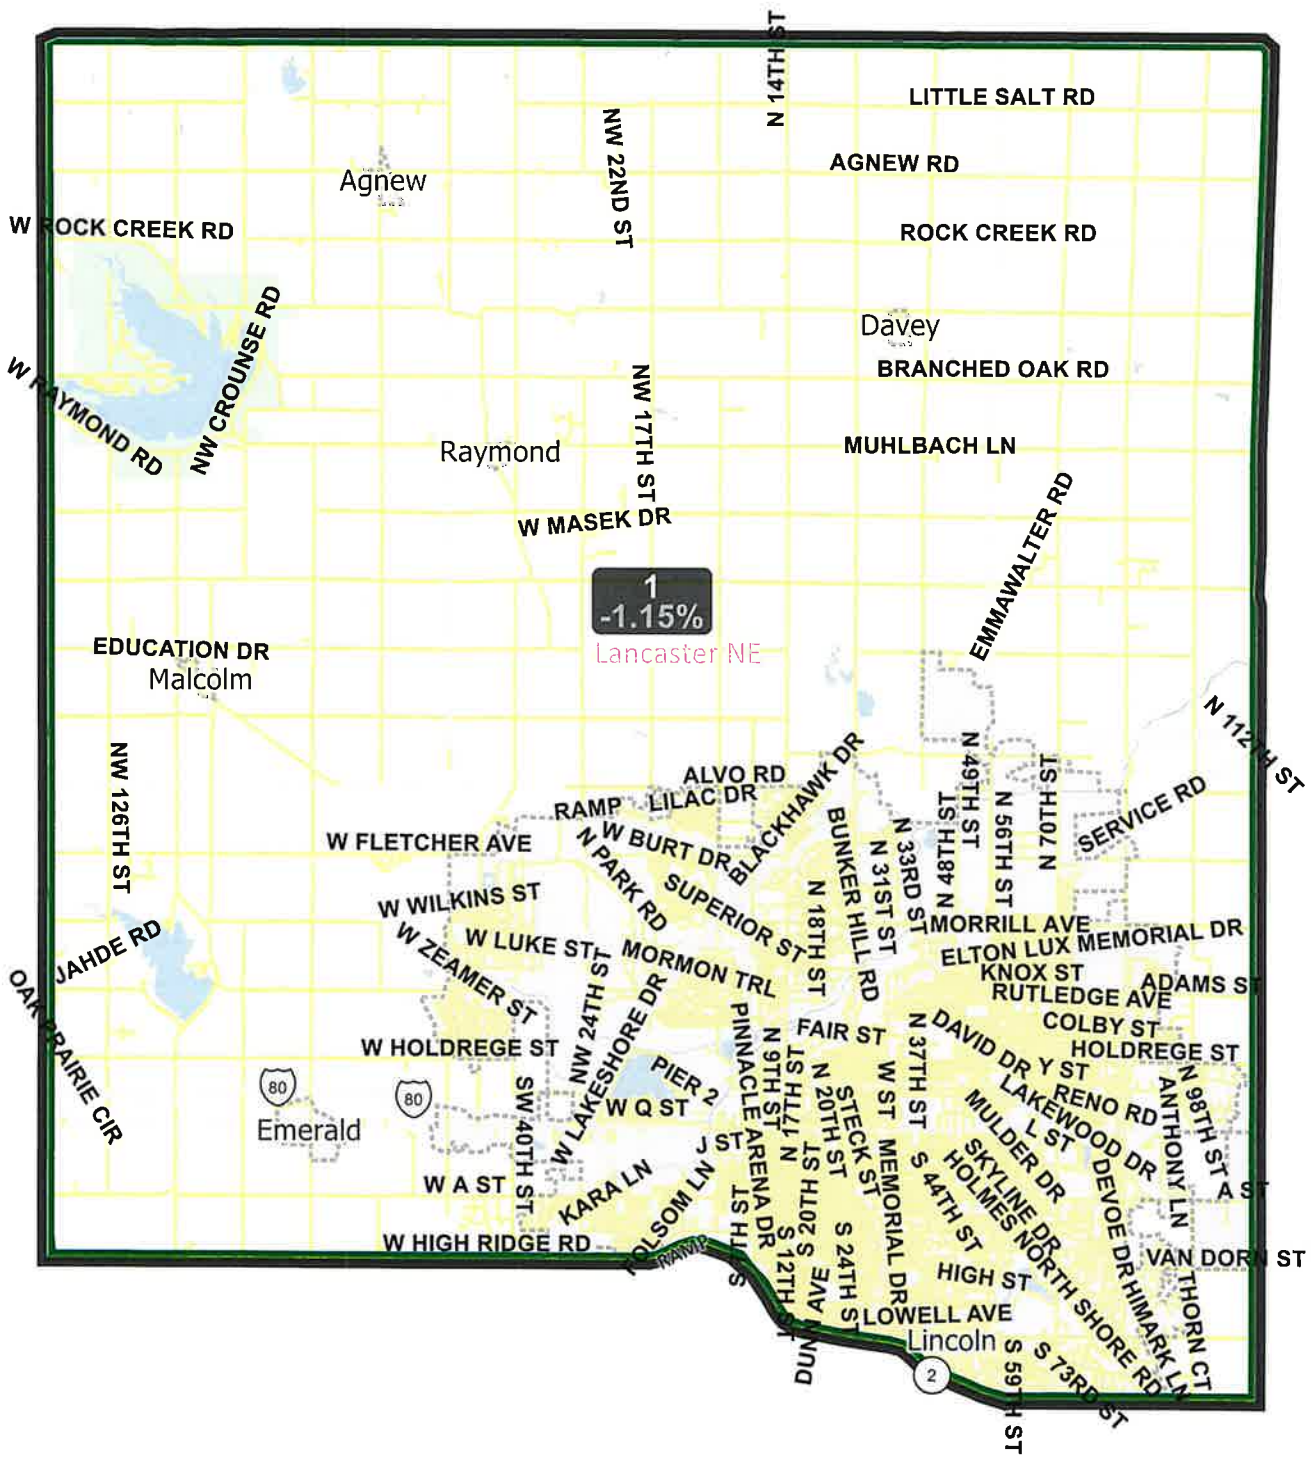 N 14TH ST
LITTLE SALT RD
NW 22ND ST
AGNEW RD
Agnew
W ROCK CREEK RD
ROCK CREEK RD
NW CROUNSE RD
Davey
W RAYMOND RD
BRANCHED OAK RD
NW 17TH ST
Raymond
MUHLBACH LN
W MASEK DR
EMMAWALTER RD
1
-1.15%
Lancaster NE
EDUCATION DR
Malcolm
N 112TH ST
NW 126TH ST
ALVO RD
BLACKHAWK DR
N 49TH ST
N 70TH ST
RAMP
LILAC DR
SERVICE RD
W FLETCHER AVE
N PARK RD
W BURT DR
BUNKER HILL RD
N 33RD ST
N 31ST ST
N 48TH ST
N 56TH ST
W WILKINS ST
SUPERIOR ST
N 18TH ST
MORRILL AVE
ELTON LUX MEMORIAL DR
JAHDE RD
W ZEAMER ST
W LUKE ST
MORMON TRL
KNOX ST
ADAMS ST
RUTLEDGE AVE
OAK PRAIRIE CIR
NW 24TH ST
W LAKESHORE DR
PINNACLE ARENA DR
FAIR ST
N 37TH ST
DAVID DR
COLBY ST
W HOLDREGE ST
HOLDREGE ST
N 9TH ST
N 17TH ST
N 20TH ST
W ST
Y ST
80
80
PIER 2
STECK ST
LAKEWOOD DR
RENO RD
ANTHONY LN
N 98TH ST
Emerald
SW 40TH ST
W Q ST
MULDER DR
L ST
J ST
MEMORIAL DR
W A ST
KARA LN
FOLSOM LN
S 20TH ST
S 44TH ST
SKYLINE DR
HOLMES NORTH SHORE RD
DEVOE DR
A ST
W HIGH RIDGE RD
RAMP
S 12TH ST
S 24TH ST
HIGH ST
HIMARK LN
VAN DORN ST
DUNN AVE
LOWELL AVE
THORN CT
Lincoln
2
S 59TH ST
S 73RD ST